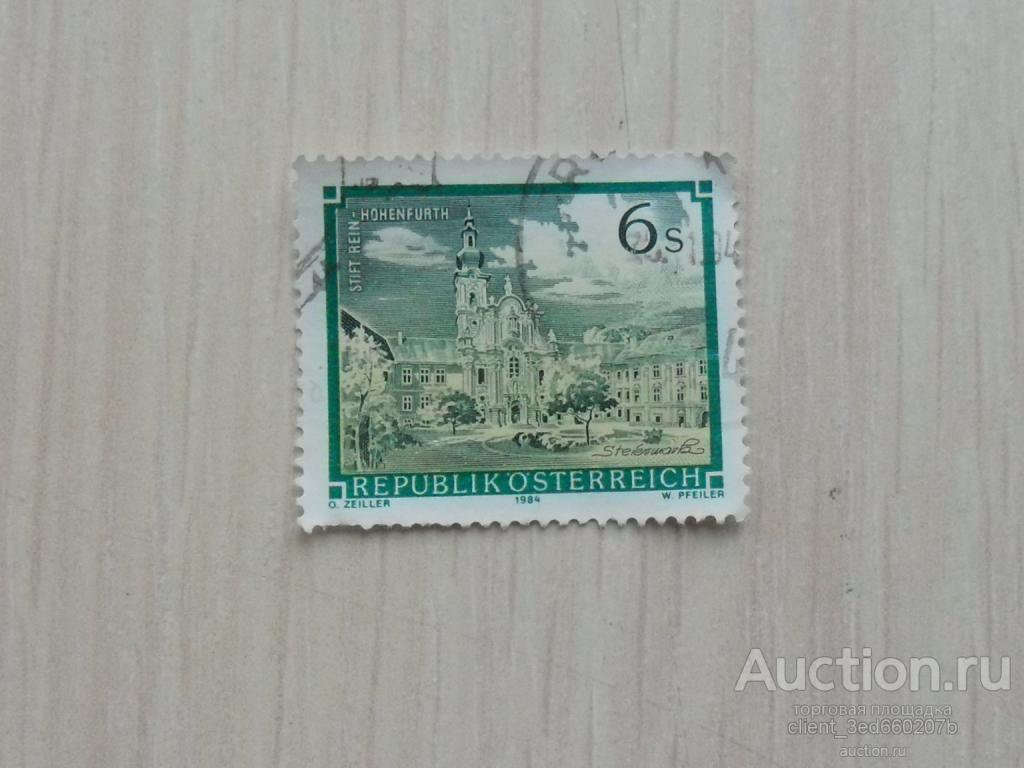 STIFT REIN-HOHENFURTH
6s
Steiermark
REPUBLIK ÖSTERREICH
O. ZEILLER
1984
W. PFEILER
Auction.ru
торговая площадка
client_3ed660207b
auction.ru